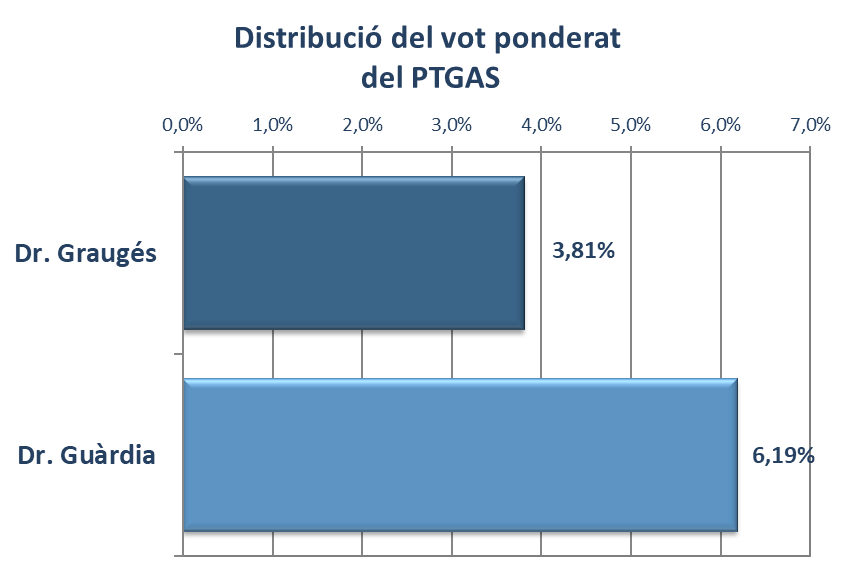 Distribució del vot ponderat
del PTGAS
0,0% 1,0% 2,0% 3,0% 4,0% 5,0% 6,0% 7,0%
Dr. Graugés 3,81%
Dr. Guàrdia 6,19%